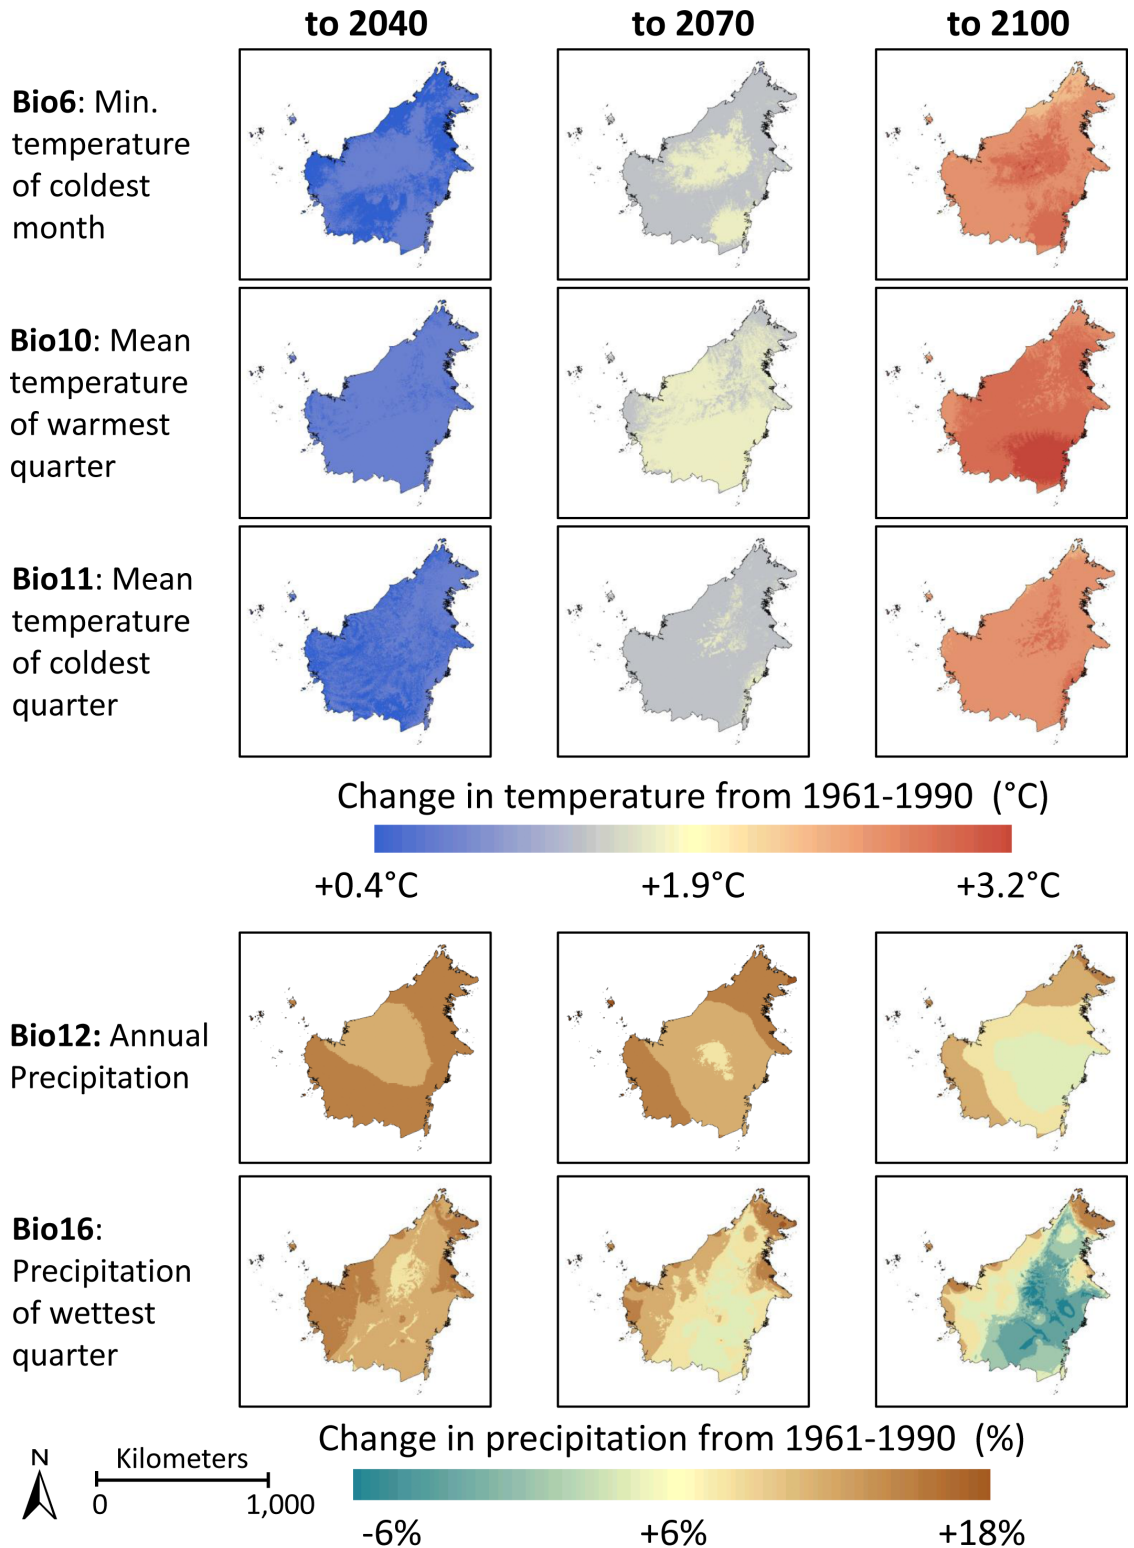 to 2040 to 2070 to 2100
Bio6: Min.
temperature
of coldest
month
Bio10: Mean
temperature
of warmest
quarter
Bio11: Mean
temperature
of coldest
quarter
Change in temperature from 1961-1990 (°C)
+0.4°C +1.9°C +3.2°C
Bio12: Annual
Precipitation
Bio16:
Precipitation
of wettest
quarter
Change in precipitation from 1961-1990 (%)
-6% +6% +18%
N
Kilometers
0 1,000